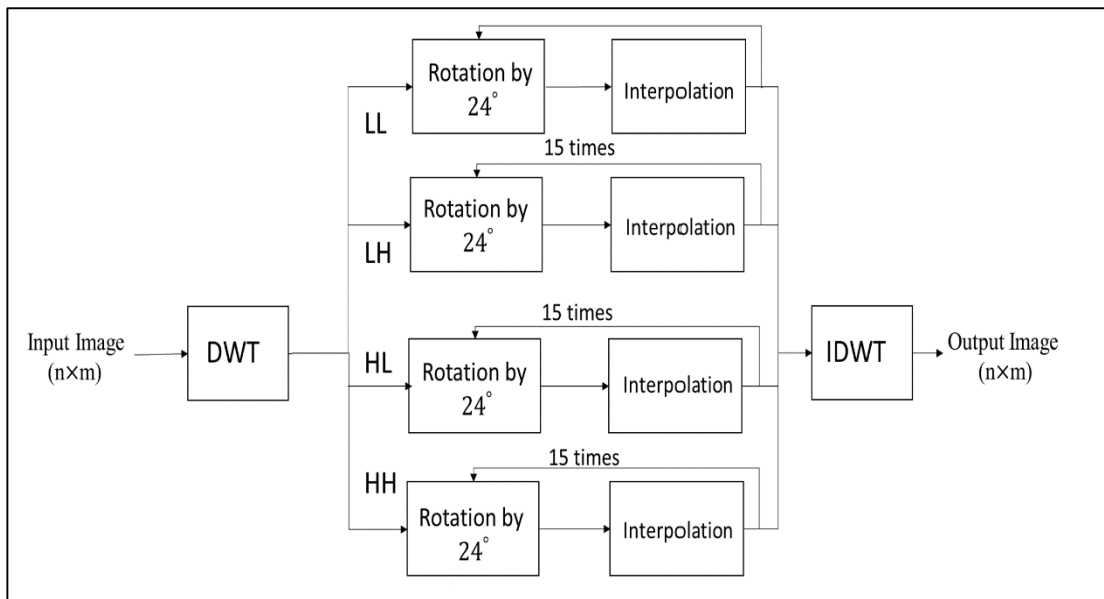 Rotation by
24°
Interpolation
LL
15 times
Rotation by
24°
Interpolation
LH
15 times
Input Image
(n×m)
DWT
HL
Rotation by
24°
Interpolation
IDWT
Output Image
(n×m)
15 times
HH
Rotation by
24°
Interpolation